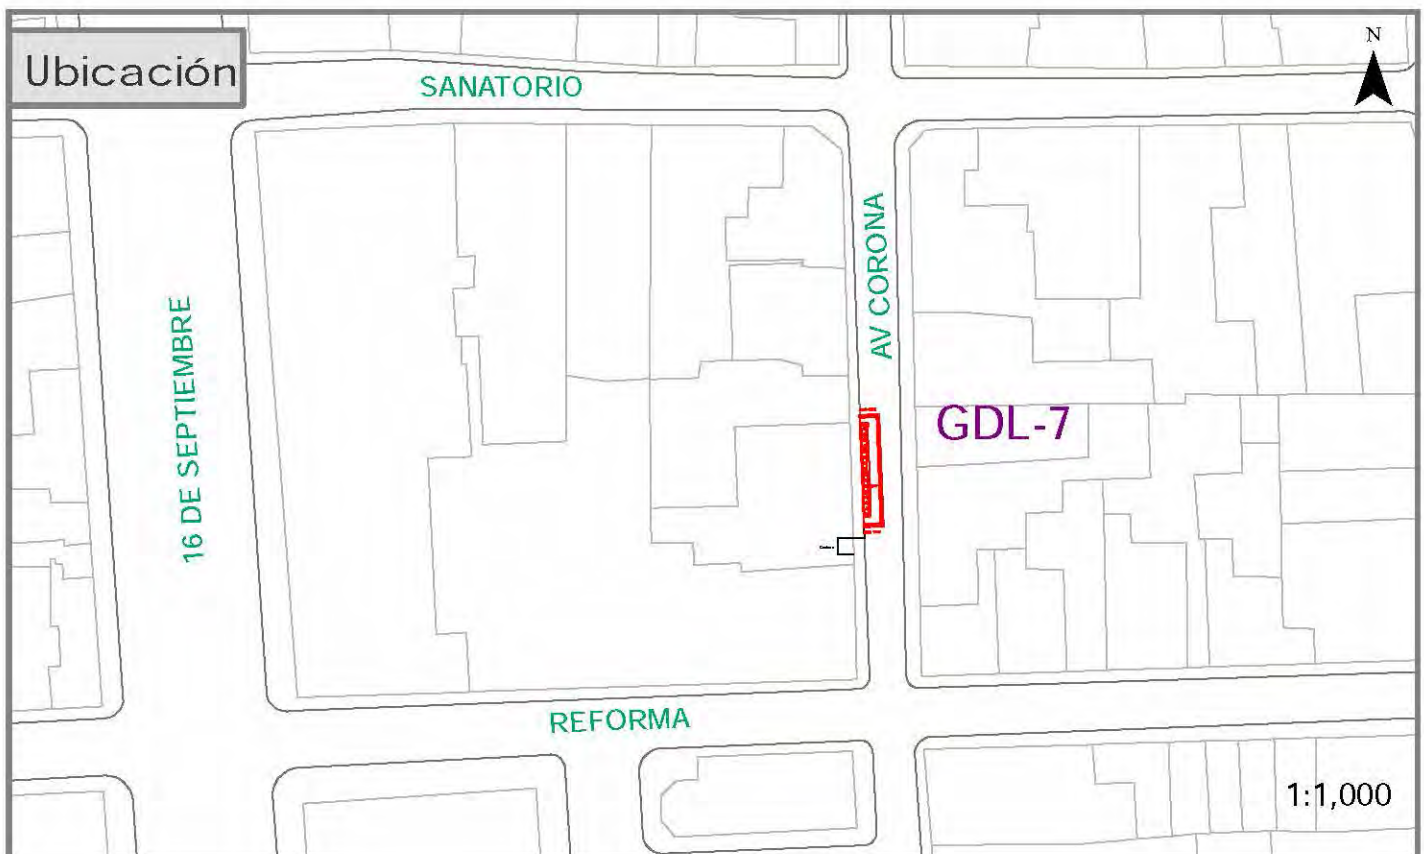 Ubicación
N
SANATORIO
AV CORONA
16 DE SEPTIEMBRE
GDL-7
REFORMA
1:1,000